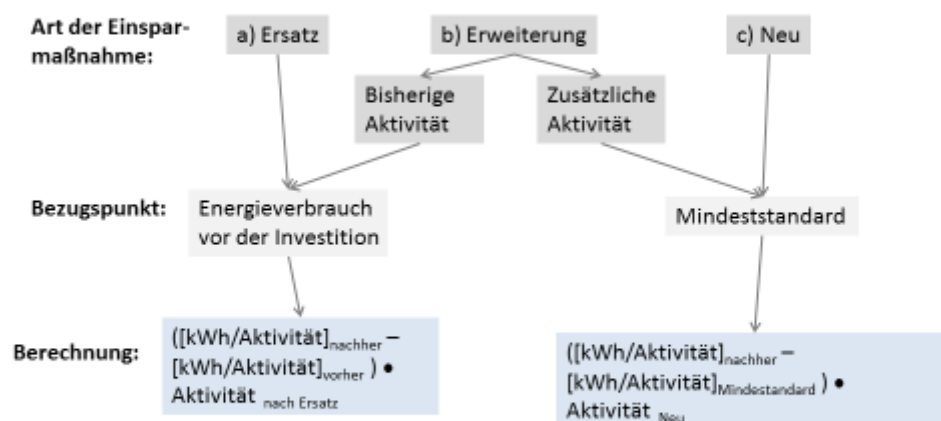 Art der Einspar-
maßnahme:
a) Ersatz
b) Erweiterung
c) Neu
Bisherige
Aktivität
Zusätzliche
Aktivität
Bezugspunkt:
Energieverbrauch
vor der Investition
Mindeststandard
Berechnung:
([kWh/Aktivität]nachher –
[kWh/Aktivität]vorher ) ●
Aktivität nach Ersatz
([kWh/Aktivität]nachher –
[kWh/Aktivität]Mindestandard ) ●
Aktivität Neu